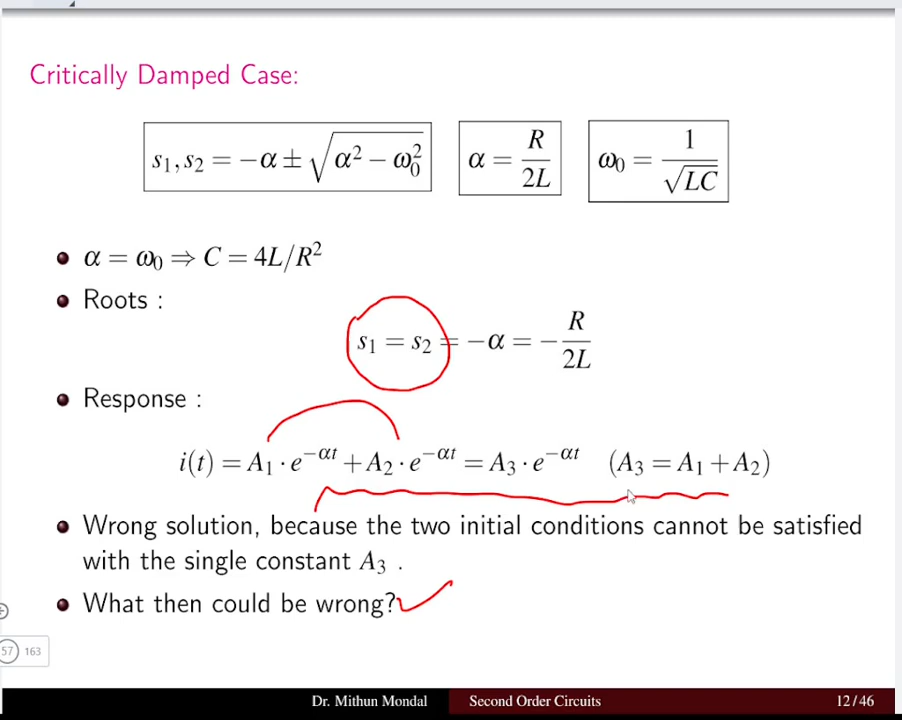 Critically Damped Case:
s₁, s₂ = −α ± √(α² − ω₀²)   α = R/2L   ω₀ = 1/√LC
α = ω₀ ⇒ C = 4L/R²
Roots :
s₁ = s₂ = −α = −R/2L
Response :
i(t) = A₁ · e^(−αt) + A₂ · e^(−αt) = A₃ · e^(−αt)   (A₃ = A₁ + A₂)
Wrong solution, because the two initial conditions cannot be satisfied
with the single constant A₃ .
What then could be wrong?
57 163
Dr. Mithun Mondal   Second Order Circuits   12/46